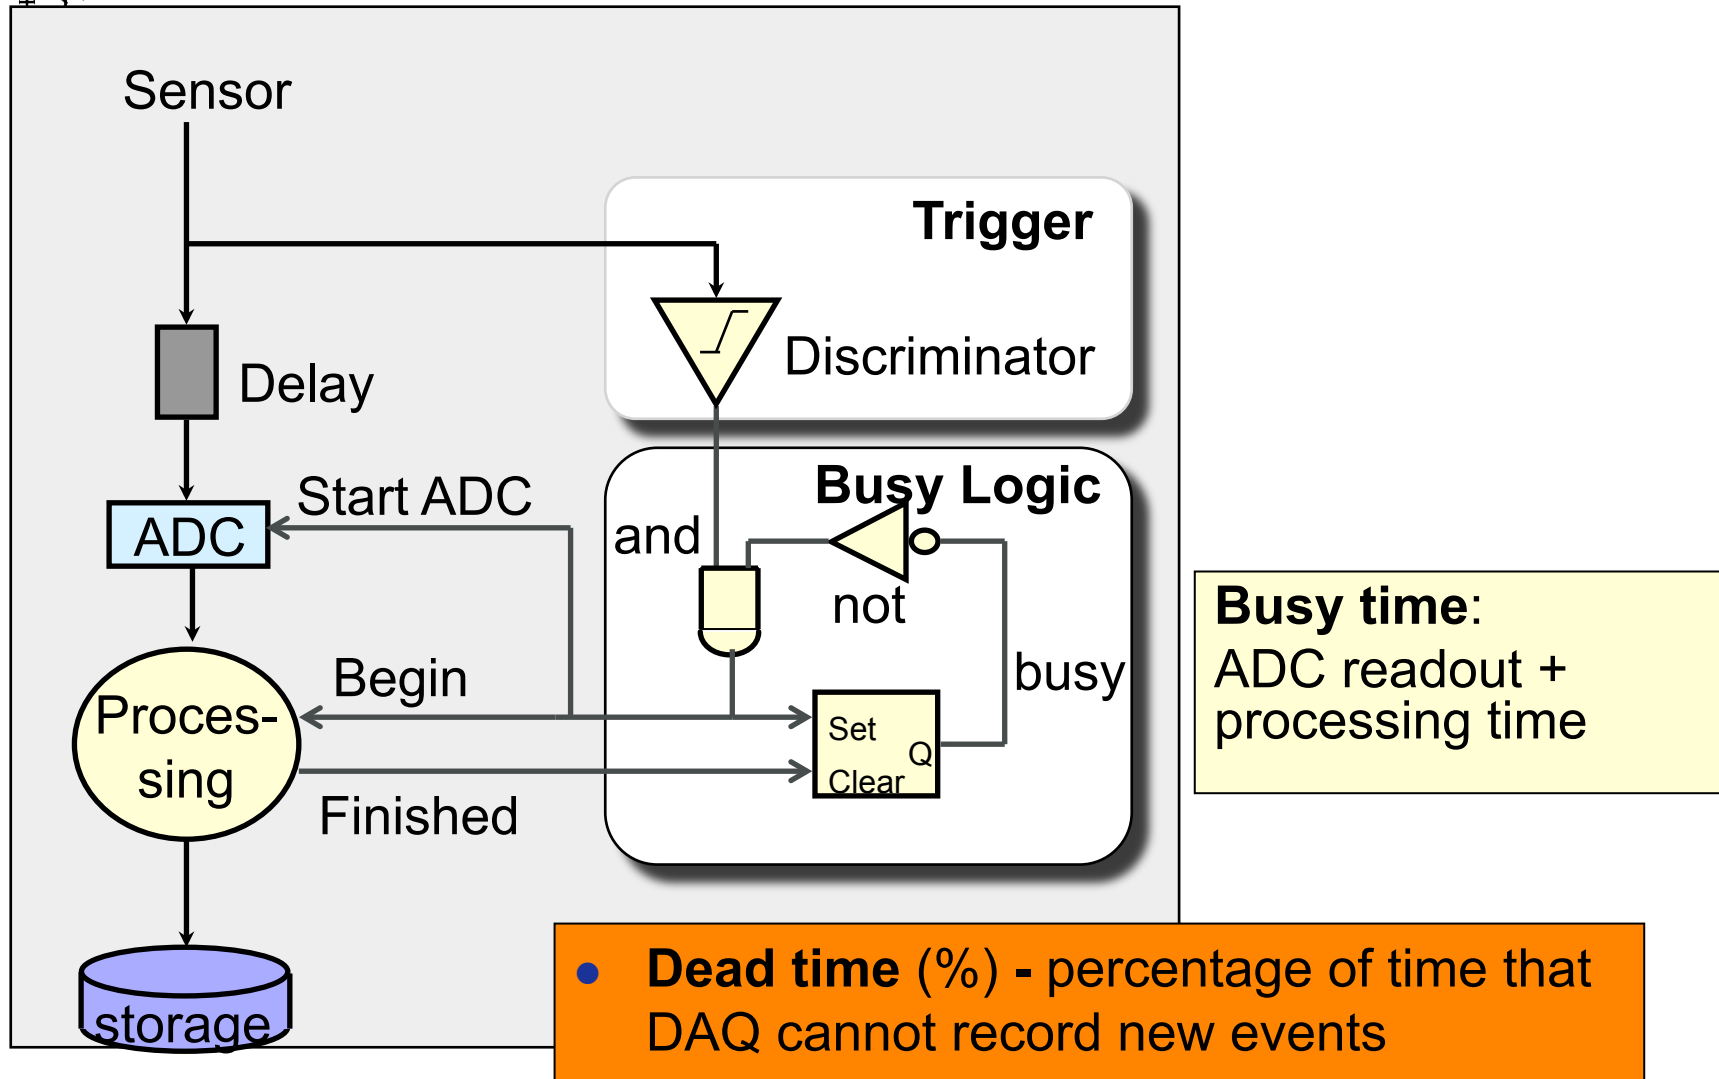 Sensor
Trigger
Discriminator
Delay
Busy Logic
Start ADC
and
ADC
not
Busy time:
ADC readout +
processing time
Begin
busy
Proces-
sing
Set
Q
Clear
Finished
storage
● Dead time (%) - percentage of time that
DAQ cannot record new events